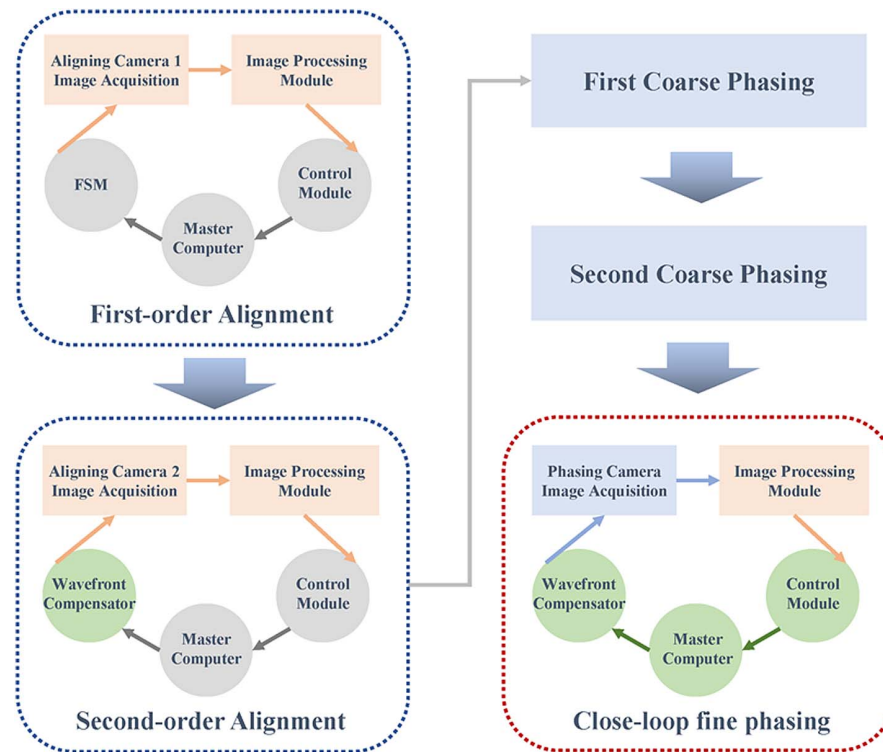 Aligning Camera 1
Image Acquisition
Image Processing
Module
FSM
Control
Module
Master
Computer
First-order Alignment
Aligning Camera 2
Image Acquisition
Image Processing
Module
Wavefront
Compensator
Control
Module
Master
Computer
Second-order Alignment
First Coarse Phasing
Second Coarse Phasing
Phasing Camera
Image Acquisition
Image Processing
Module
Wavefront
Compensator
Control
Module
Master
Computer
Close-loop fine phasing